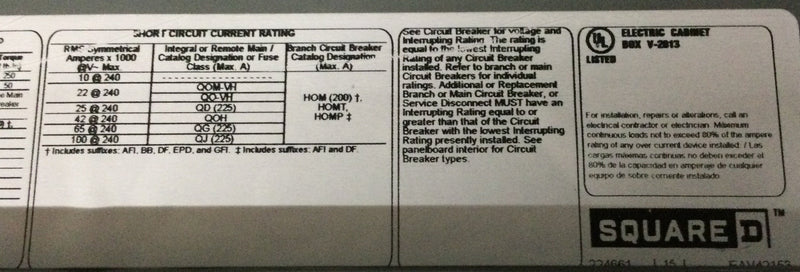 SHORT CIRCUIT CURRENT RATING
Torque
250
50
RMS Symmetrical
Amperes x 1000
@V~ Max.
Integral or Remote Main /
Catalog Designation or Fuse
Class (Max. A)
Branch Circuit Breaker
Catalog Designation
(Max. A)
10 @ 240
--------------------
22 @ 240
QOM-VH
QO-VH
25 @ 240
QD (225)
42 @ 240
QOH
65 @ 240
QG (225)
100 @ 240
QJ (225)
HOM (200) †,
HOMT,
HOMP ‡
† Includes suffixes: AFI, BB, DF, EPD, and GFI. ‡ Includes suffixes: AFI and DF.
See Circuit Breaker for voltage and
Interrupting Rating. The rating is
equal to the lowest Interrupting
Rating of any Circuit Breaker
installed. Refer to branch or main
Circuit Breakers for individual
ratings. Additional or Replacement
Branch or Main Circuit Breaker, or
Service Disconnect MUST have an
Interrupting Rating equal to or
greater than that of the Circuit
Breaker with the lowest Interrupting
Rating presently installed. See
panelboard interior for Circuit
Breaker types.
UL
LISTED
ELECTRIC CABINET
BOX V-2013
For installation, repairs or alterations, call an
electrical contractor or electrician. Maximum
continuous loads not to exceed 80% of the ampere
rating of any over current device installed. / Las
cargas máximas continuas no deben exceder el
80% de la capacidad en amperaje de cualquier
equipo de sobre corriente instalado.
SQUARE D ™